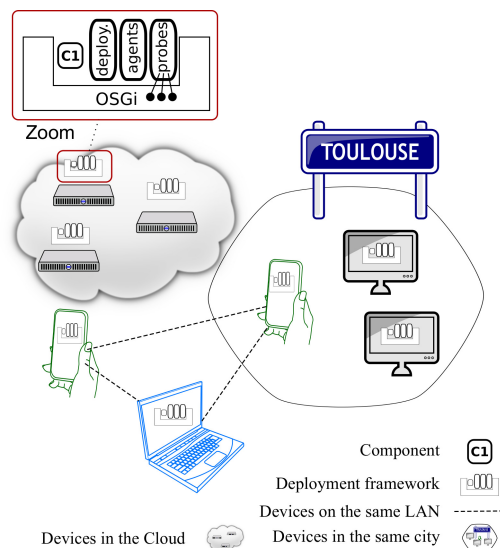 C1
deploy.
agents
probes
OSGi
Zoom
TOULOUSE
Component
C1
Deployment framework
Devices on the same LAN
Devices in the Cloud
Devices in the same city